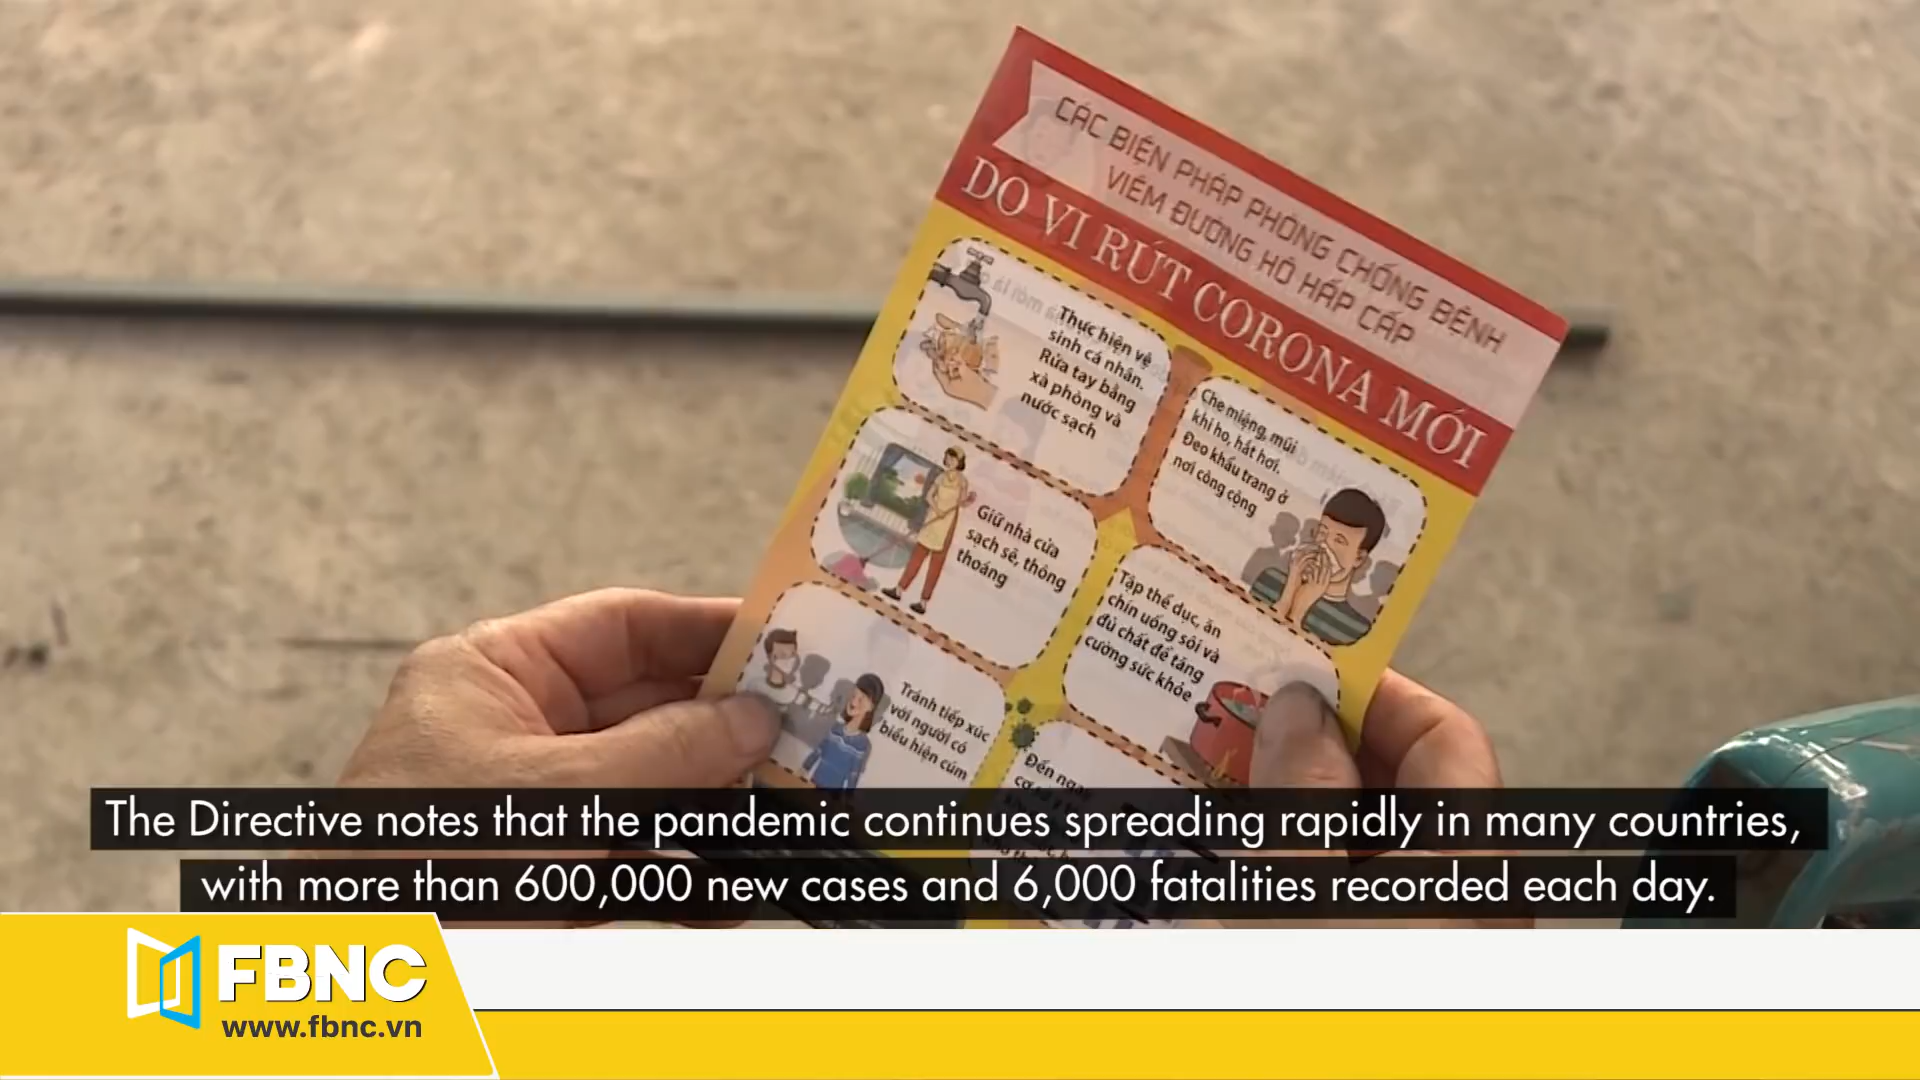 CÁC BIỆN PHÁP PHÒNG CHỐNG BỆNH
VIÊM ĐƯỜNG HÔ HẤP CẤP
DO VI RÚT CORONA MỚI
Thực hiện vệ
sinh cá nhân.
Rửa tay bằng
xà phòng và
nước sạch
Che miệng, mũi
khi ho, hắt hơi.
Đeo khẩu trang ở
nơi công cộng
Giữ nhà cửa
sạch sẽ, thông
thoáng
Tập thể dục, ăn
chín uống sôi và
đủ chất để tăng
cường sức khỏe
Tránh tiếp xúc
với người có
biểu hiện cúm
Đến ngay
The Directive notes that the pandemic continues spreading rapidly in many countries,
with more than 600,000 new cases and 6,000 fatalities recorded each day.
FBNC
www.fbnc.vn